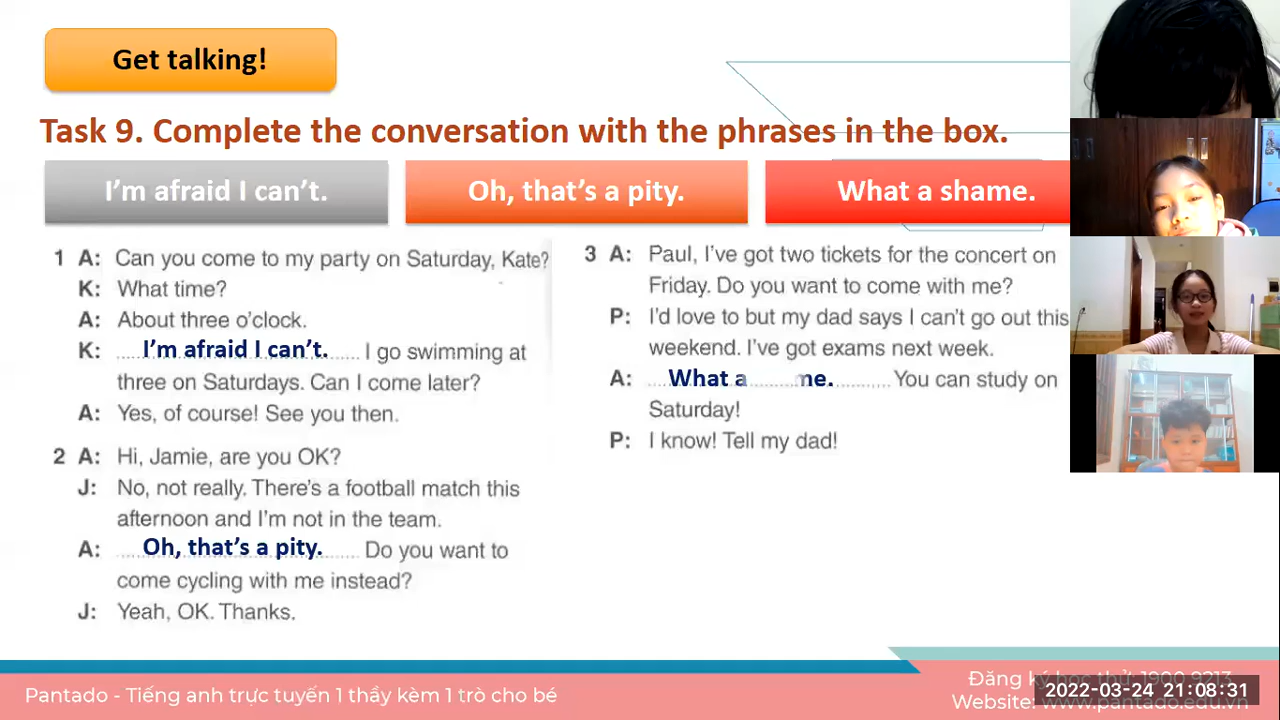 Get talking!
Task 9. Complete the conversation with the phrases in the box.
I'm afraid I can't.
Oh, that's a pity.
What a shame.
1 A: Can you come to my party on Saturday, Kate?
K: What time?
A: About three o'clock.
K: I'm afraid I can't. I go swimming at
three on Saturdays. Can I come later?
A: Yes, of course! See you then.
2 A: Hi, Jamie, are you OK?
J: No, not really. There's a football match this
afternoon and I'm not in the team.
A: Oh, that's a pity. Do you want to
come cycling with me instead?
J: Yeah, OK. Thanks.
3 A: Paul, I've got two tickets for the concert on
Friday. Do you want to come with me?
P: I'd love to but my dad says I can't go out this
weekend. I've got exams next week.
A: What a me. You can study on
Saturday!
P: I know! Tell my dad!
Pantado - Tiếng anh trực tuyến 1 thầy kèm 1 trò cho bé
Đăng ký học thử: 1900 9213
Website: www.pantado.edu.vn
2022-03-24 21:08:31